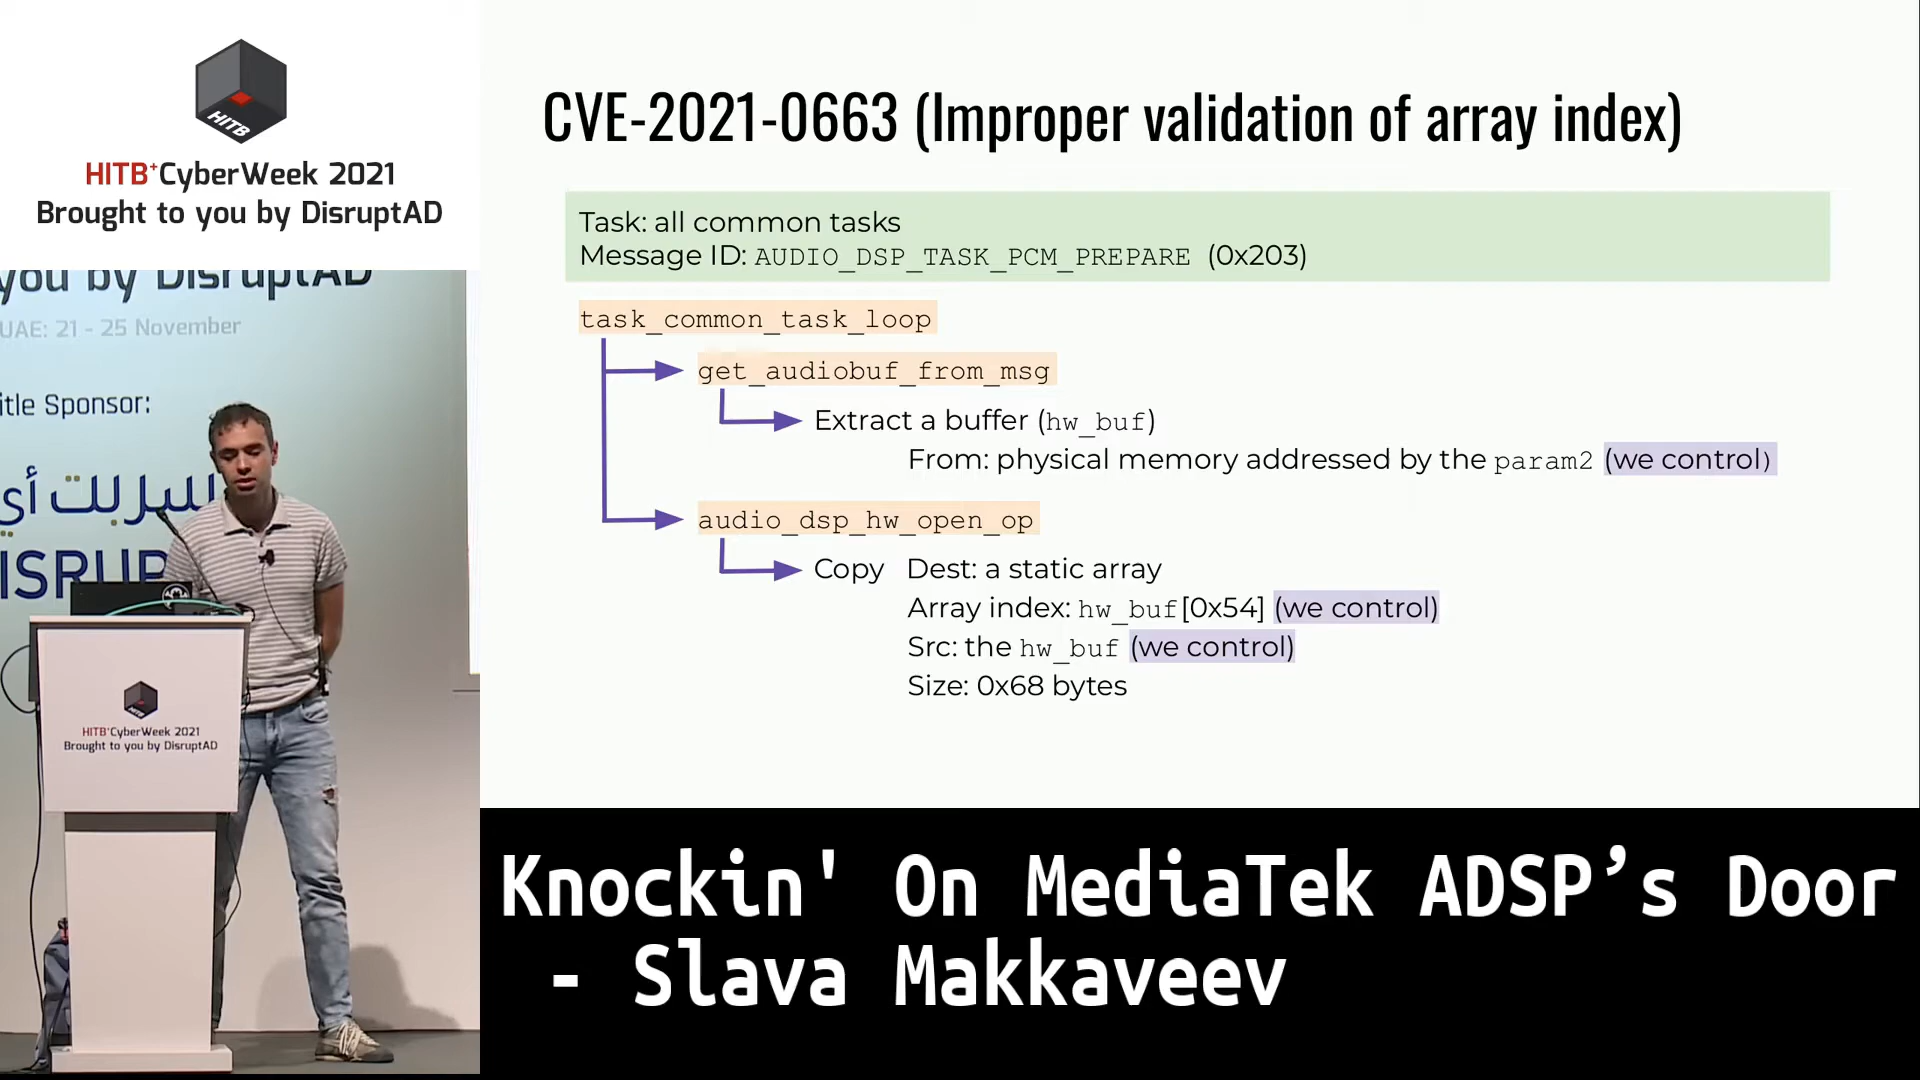 HITB
HITB+CyberWeek 2021
Brought to you by DisruptAD
CVE-2021-0663 (Improper validation of array index)
Task: all common tasks
Message ID: AUDIO_DSP_TASK_PCM_PREPARE (0x203)
task_common_task_loop
get_audiobuf_from_msg
Extract a buffer (hw_buf)
From: physical memory addressed by the param2 (we control)
audio_dsp_hw_open_op
Copy Dest: a static array
Array index: hw_buf[0x54] (we control)
Src: the hw_buf (we control)
Size: 0x68 bytes
you by DisruptAD
UAE: 21 - 25 November
itle Sponsor:
ISRUP
HITB+CyberWeek 2021
Brought to you by DisruptAD
Knockin' On MediaTek ADSP’s Door
- Slava Makkaveev